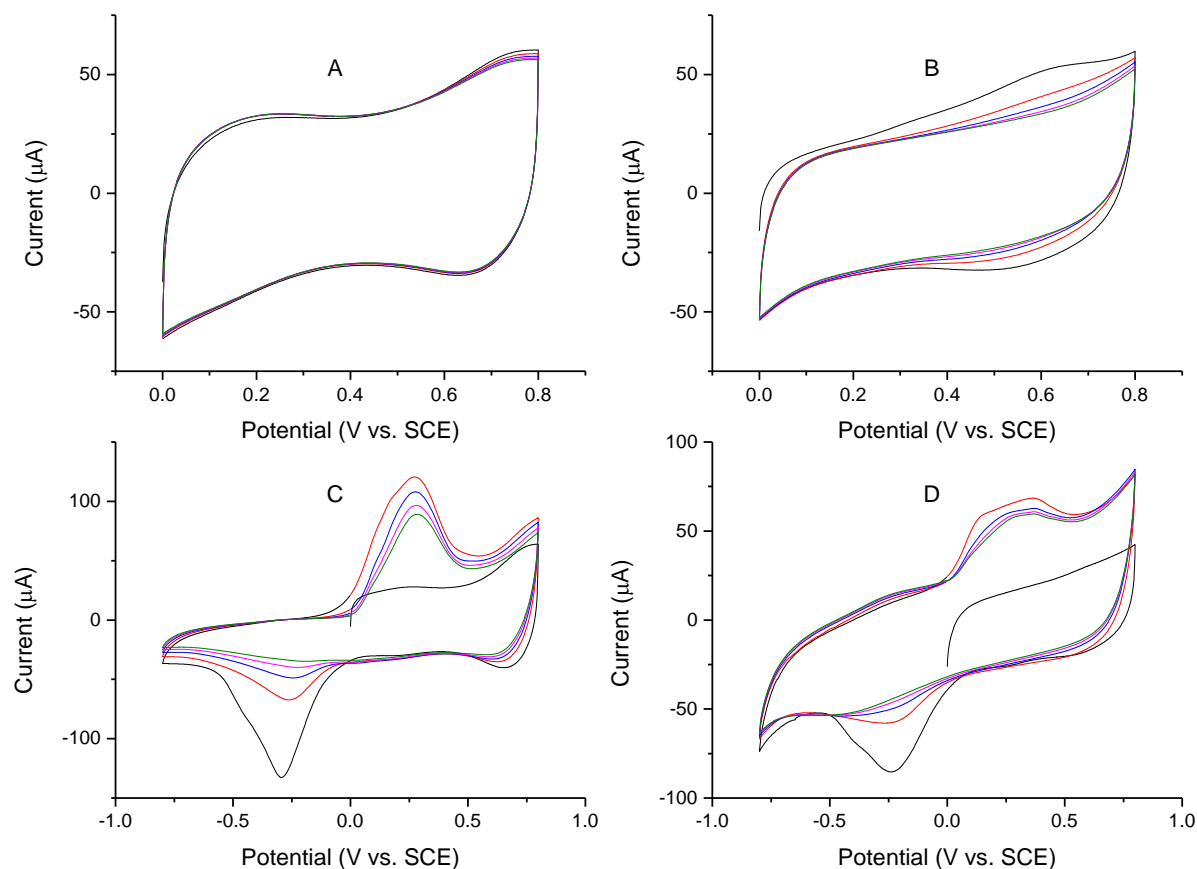 A
B
50
0
-50
0.0 0.2 0.4 0.6 0.8
Current (μA)
Potential (V vs. SCE)
50
0
-50
0.0 0.2 0.4 0.6 0.8
Current (μA)
Potential (V vs. SCE)
C
D
100
0
-100
-1.0 -0.5 0.0 0.5 1.0
Current (μA)
Potential (V vs. SCE)
100
50
0
-50
-100
-1.0 -0.5 0.0 0.5 1.0
Current (μA)
Potential (V vs. SCE)